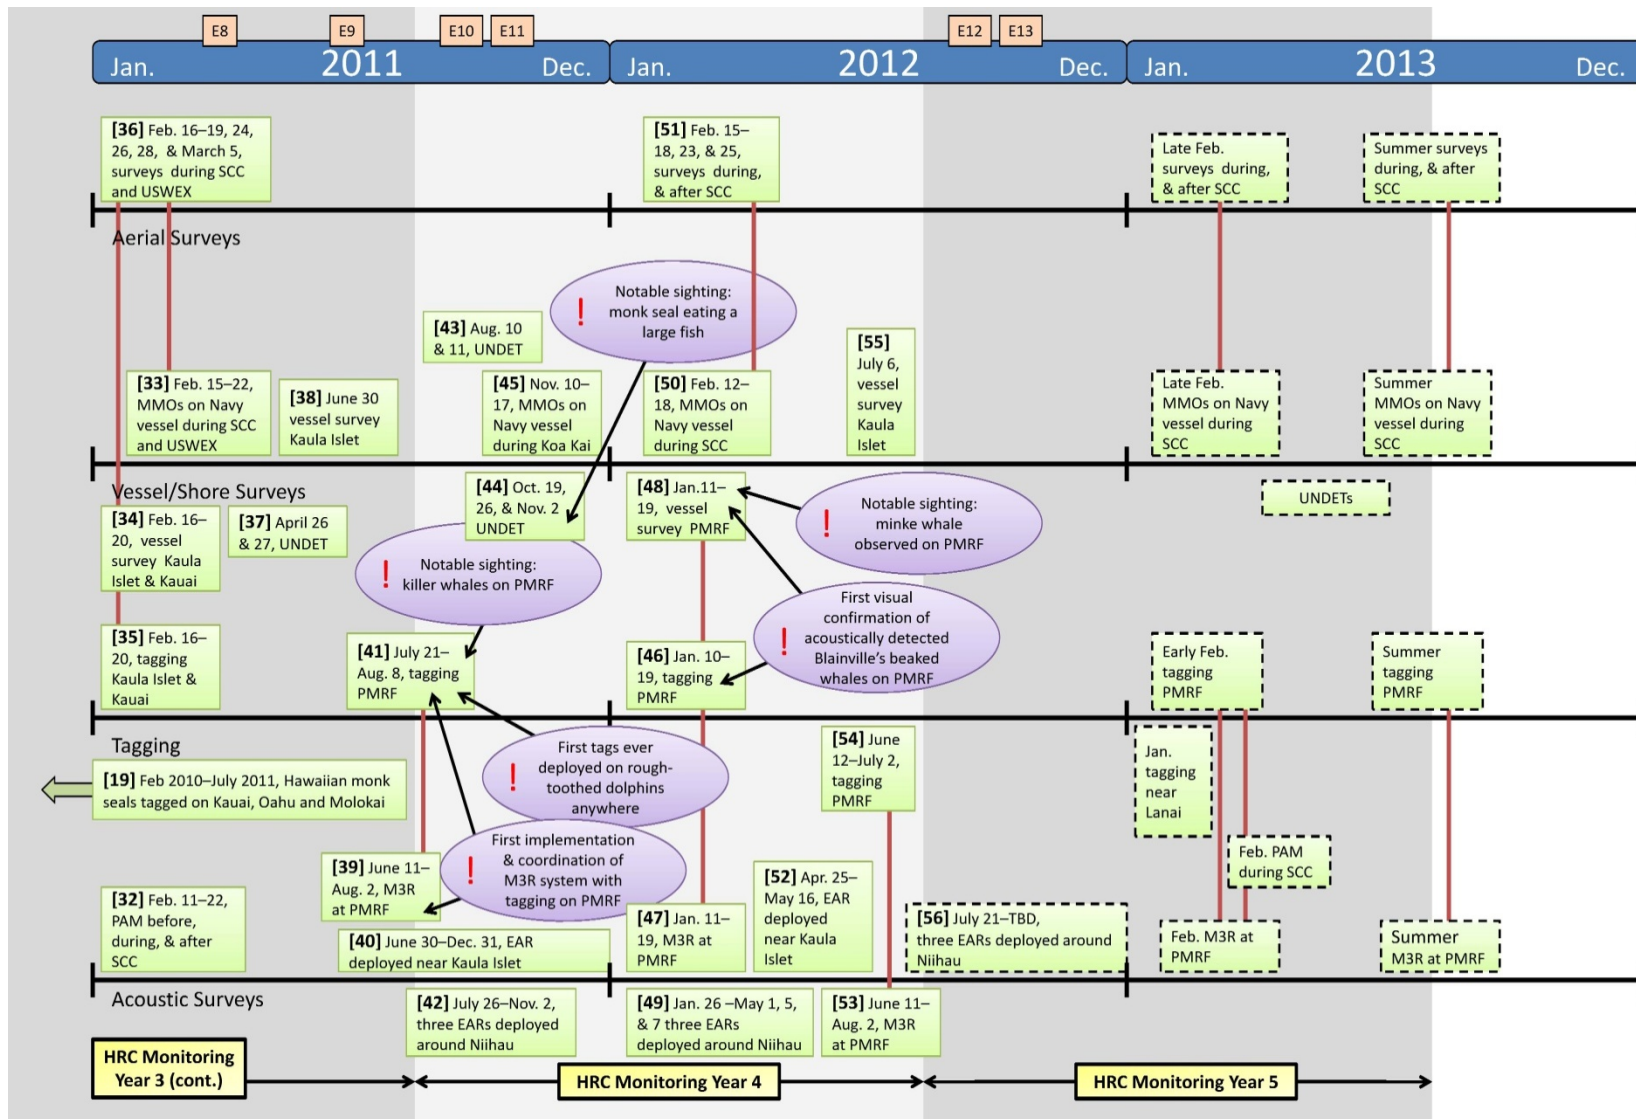 E8
E9
E10
E11
E12
E13
Jan.
2011
Dec.
Jan.
2012
Dec.
Jan.
2013
Dec.
[36] Feb. 16–19, 24,
26, 28, & March 5,
surveys during SCC
and USWEX
[51] Feb. 15–
18, 23, & 25,
surveys during,
& after SCC
Late Feb.
surveys during,
& after SCC
Summer surveys
during, & after
SCC
Aerial Surveys
Notable sighting:
! monk seal eating a
large fish
[43] Aug. 10
& 11, UNDET
[55]
July 6,
vessel
survey
Kaula
Islet
[33] Feb. 15–22,
MMOs on Navy
vessel during SCC
and USWEX
[38] June 30
vessel survey
Kaula Islet
[45] Nov. 10–
17, MMOs on
Navy vessel
during Koa Kai
[50] Feb. 12–
18, MMOs on
Navy vessel
during SCC
Late Feb.
MMOs on Navy
vessel during
SCC
Summer
MMOs on Navy
vessel during
SCC
Vessel/Shore Surveys
[34] Feb. 16–
20, vessel
survey Kaula
Islet & Kauai
[37] April 26
& 27, UNDET
[44] Oct. 19,
26, & Nov. 2
UNDET
[48] Jan.11–
19, vessel
survey PMRF
Notable sighting:
! minke whale
observed on PMRF
UNDETs
Notable sighting:
! killer whales on PMRF
First visual
confirmation of
! acoustically detected
Blainville's beaked
whales on PMRF
[35] Feb. 16–
20, tagging
Kaula Islet &
Kauai
[41] July 21–
Aug. 8, tagging
PMRF
[46] Jan. 10–
19, tagging
PMRF
Early Feb.
tagging
PMRF
Summer
tagging
PMRF
Tagging
[19] Feb 2010–July 2011, Hawaiian monk
seals tagged on Kauai, Oahu and Molokai
First tags ever
! deployed on rough-
toothed dolphins
anywhere
[54] June
12–July 2,
tagging
PMRF
Jan.
tagging
near
Lanai
First implementation
& coordination of
! M3R system with
tagging on PMRF
[39] June 11–
Aug. 2, M3R
at PMRF
Feb. PAM
during SCC
[32] Feb. 11–22,
PAM before,
during, & after
SCC
[40] June 30–Dec. 31, EAR
deployed near Kaula Islet
[47] Jan. 11–
19, M3R at
PMRF
[52] Apr. 25–
May 16, EAR
deployed
near Kaula
Islet
[56] July 21–TBD,
three EARs deployed around
Niihau
Feb. M3R at
PMRF
Summer
M3R at PMRF
Acoustic Surveys
[42] July 26–Nov. 2,
three EARs deployed
around Niihau
[49] Jan. 26 –May 1, 5,
& 7 three EARs
deployed around Niihau
[53] June 11–
Aug. 2, M3R
at PMRF
HRC Monitoring
Year 3 (cont.)
HRC Monitoring Year 4
HRC Monitoring Year 5